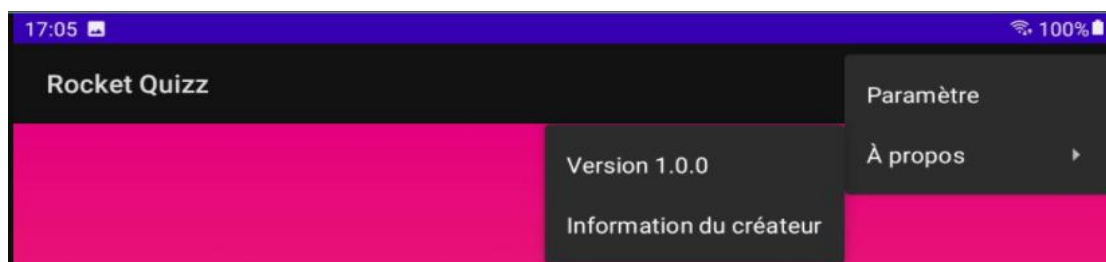 17:05
100%
Rocket Quizz
Paramètre
À propos
Version 1.0.0
Information du créateur